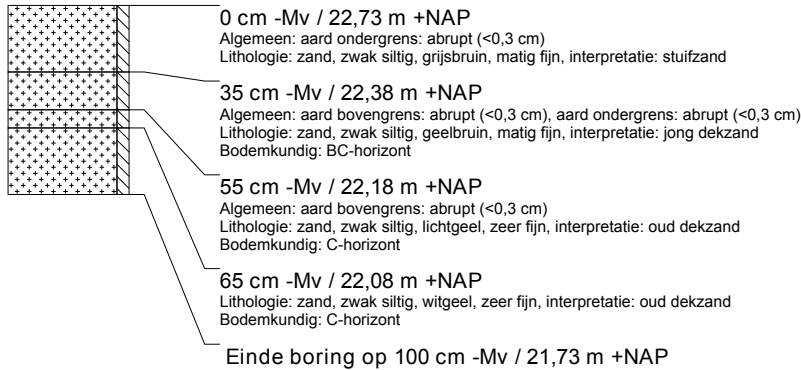 0 cm -Mv / 22,73 m +NAP
Algemeen: aard ondergrens: abrupt (<0,3 cm)
Lithologie: zand, zwak siltig, grijsbruin, matig fijn, interpretatie: stuifzand
35 cm -Mv / 22,38 m +NAP
Algemeen: aard bovengrens: abrupt (<0,3 cm), aard ondergrens: abrupt (<0,3 cm)
Lithologie: zand, zwak siltig, geelbruin, matig fijn, interpretatie: jong dekzand
Bodemkundig: BC-horizont
55 cm -Mv / 22,18 m +NAP
Algemeen: aard bovengrens: abrupt (<0,3 cm)
Lithologie: zand, zwak siltig, lichtgeel, zeer fijn, interpretatie: oud dekzand
Bodemkundig: C-horizont
65 cm -Mv / 22,08 m +NAP
Lithologie: zand, zwak siltig, witgeel, zeer fijn, interpretatie: oud dekzand
Bodemkundig: C-horizont
Einde boring op 100 cm -Mv / 21,73 m +NAP